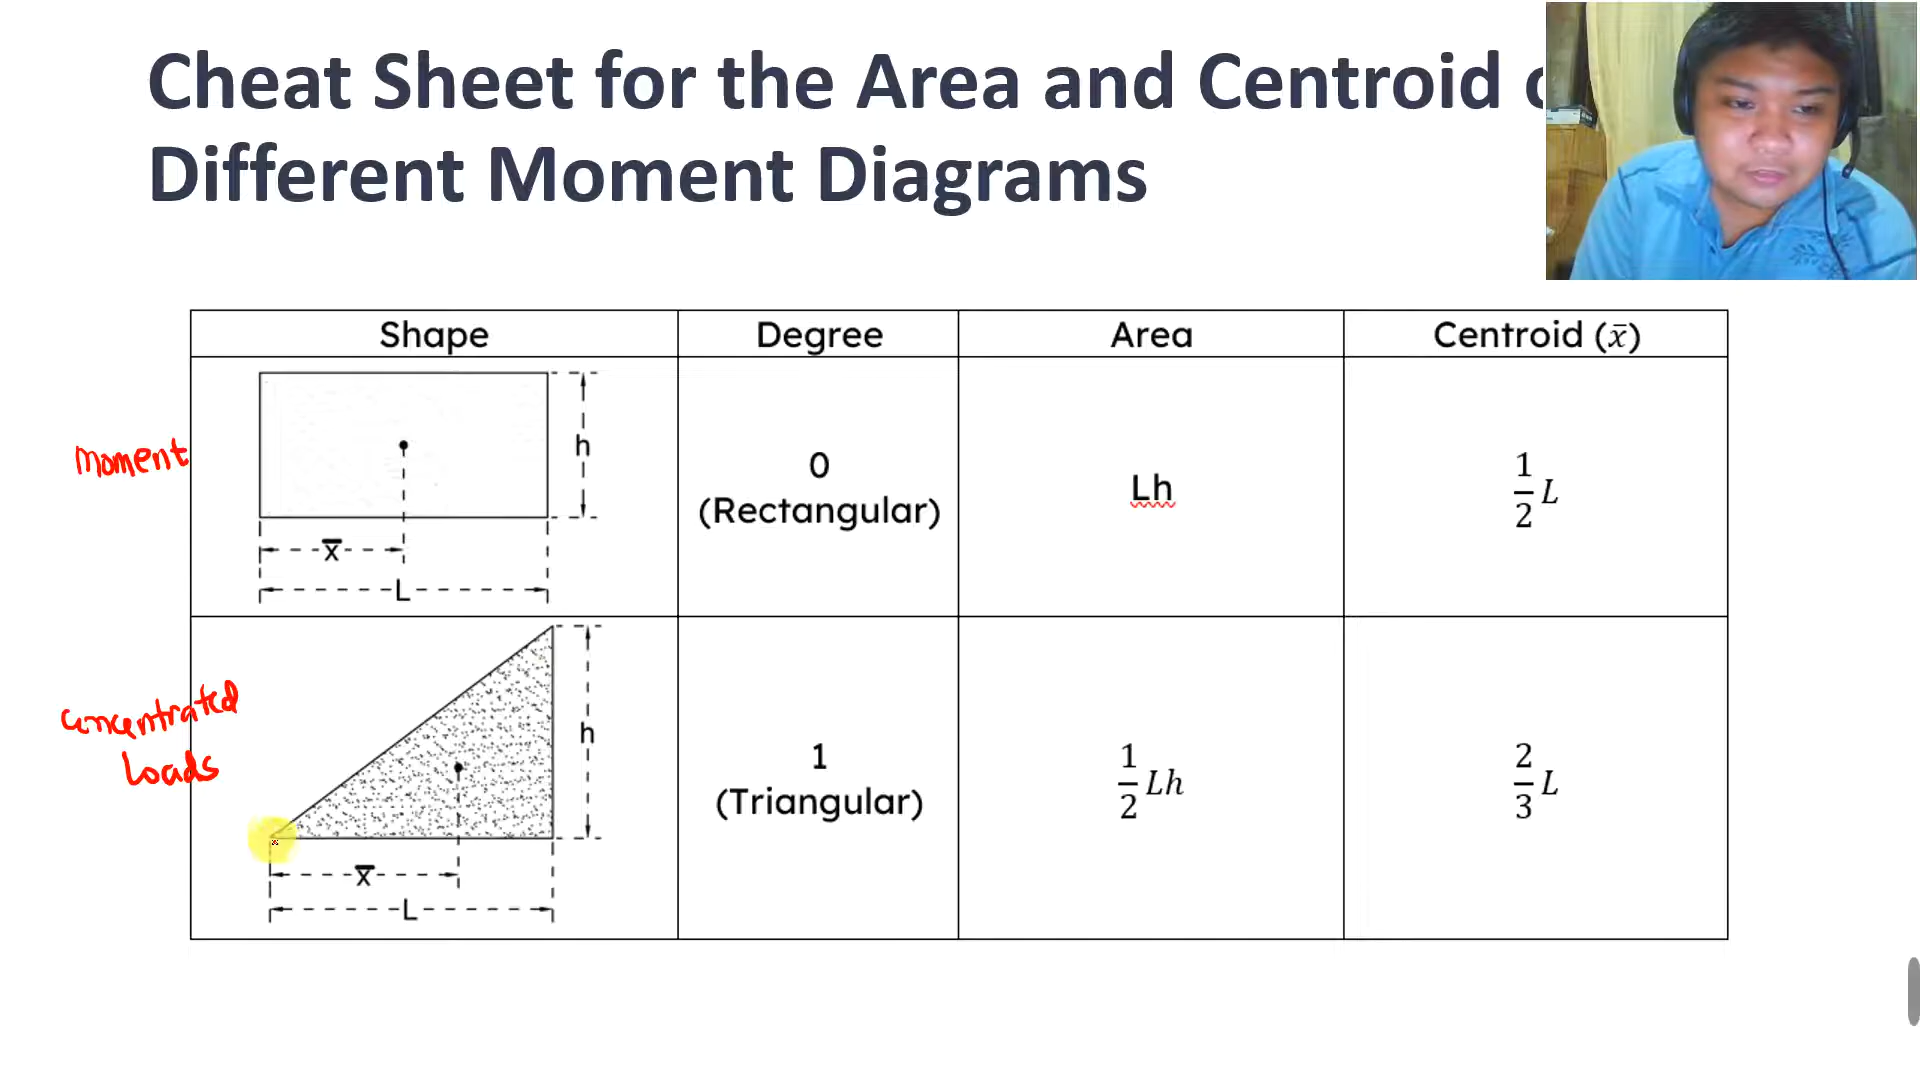 Cheat Sheet for the Area and Centroid
Different Moment Diagrams
Shape Degree Area Centroid (x̄)
moment
h
x̄
L
0
(Rectangular)
Lh
1/2 L
concentrated
loads
h
x̄
L
1
(Triangular)
1/2 Lh
2/3 L